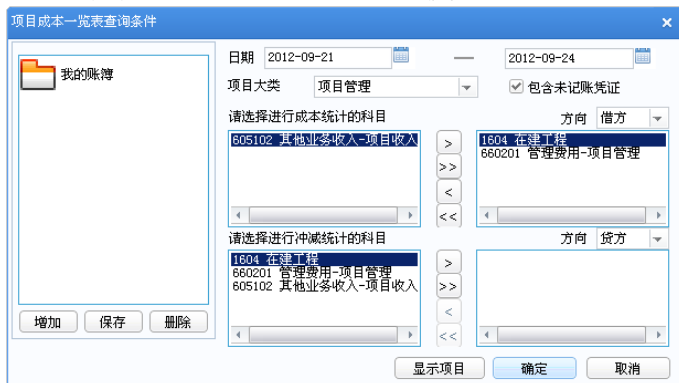 项目成本一览表查询条件
我的账簿
增加 保存 删除
日期 2012-09-21 — 2012-09-24
项目大类 项目管理 包含未记账凭证
请选择进行成本统计的科目 方向 借方
605102 其他业务收入-项目收入
>
>>
<
<<
1604 在建工程
660201 管理费用-项目管理
请选择进行冲减统计的科目 方向 贷方
1604 在建工程
660201 管理费用-项目管理
605102 其他业务收入-项目收入
>
>>
<
<<
显示项目 确定 取消